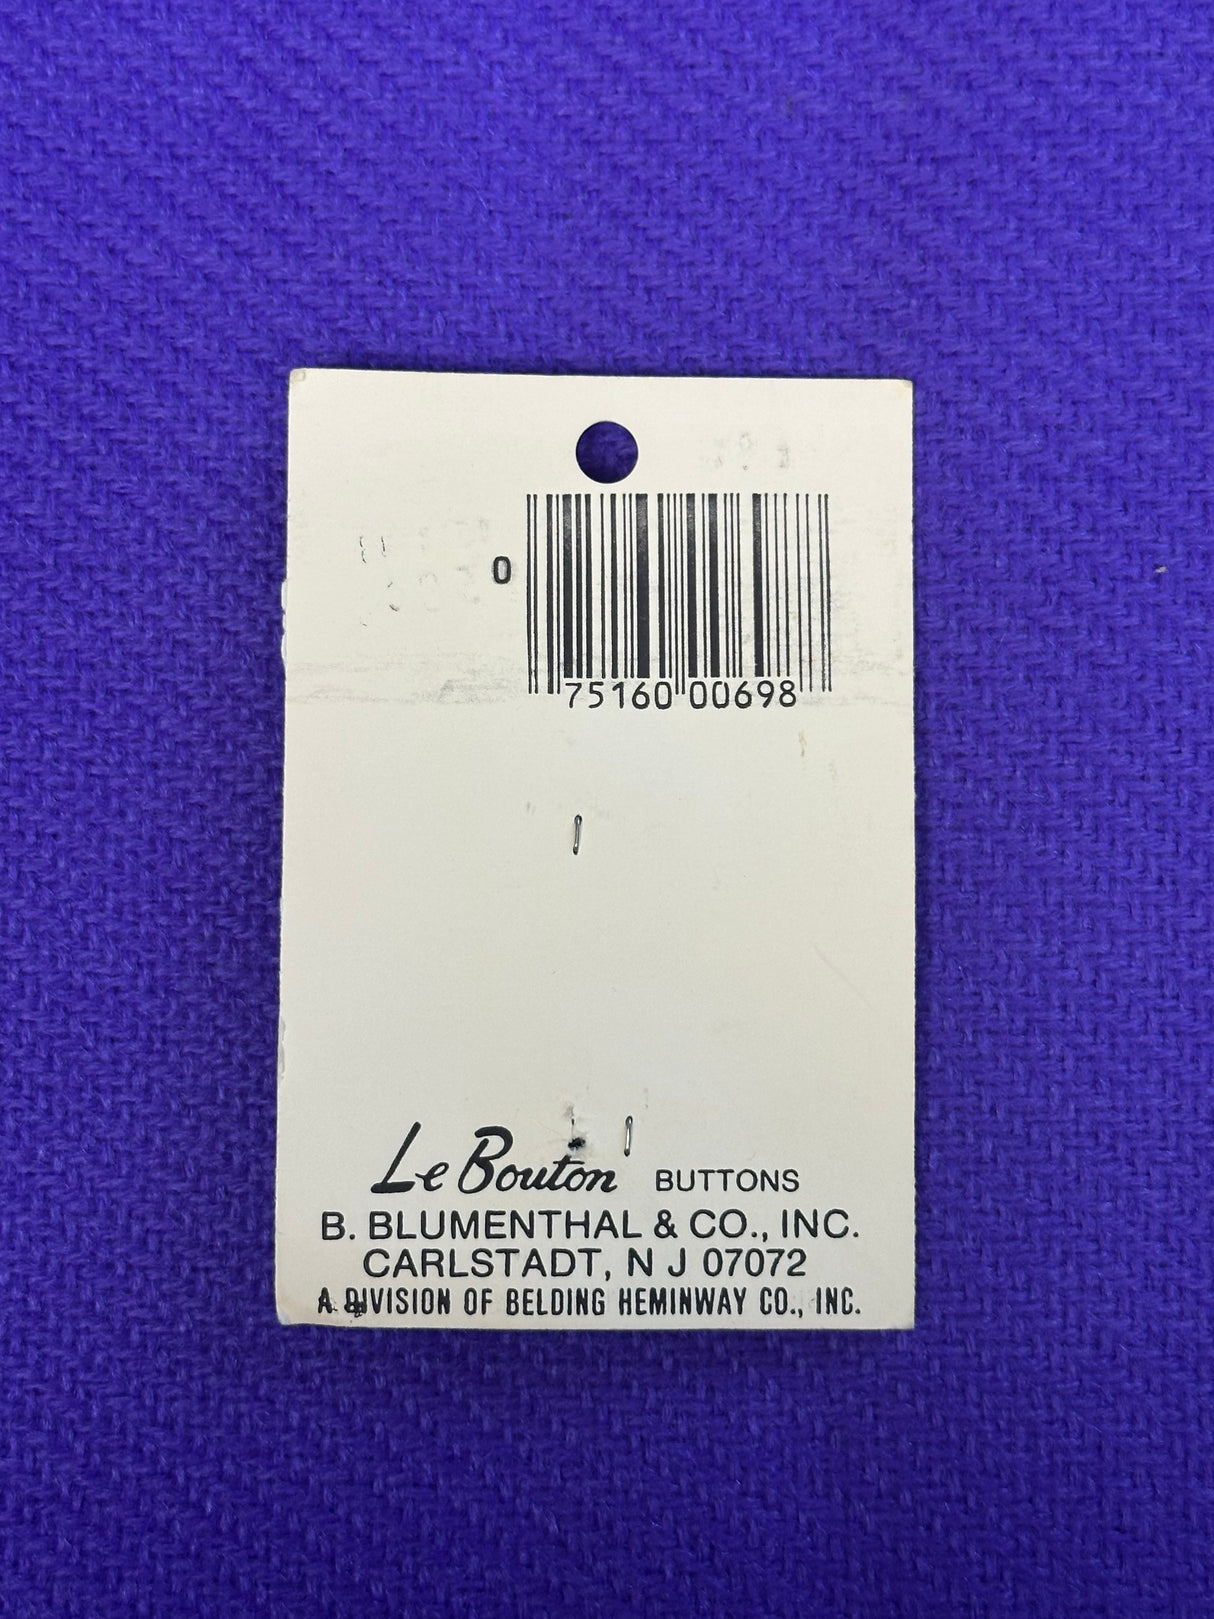 0
75160 00698
Le Bouton BUTTONS
B. BLUMENTHAL & CO., INC.
CARLSTADT, N J 07072
A DIVISION OF BELDING HEMINWAY CO., INC.